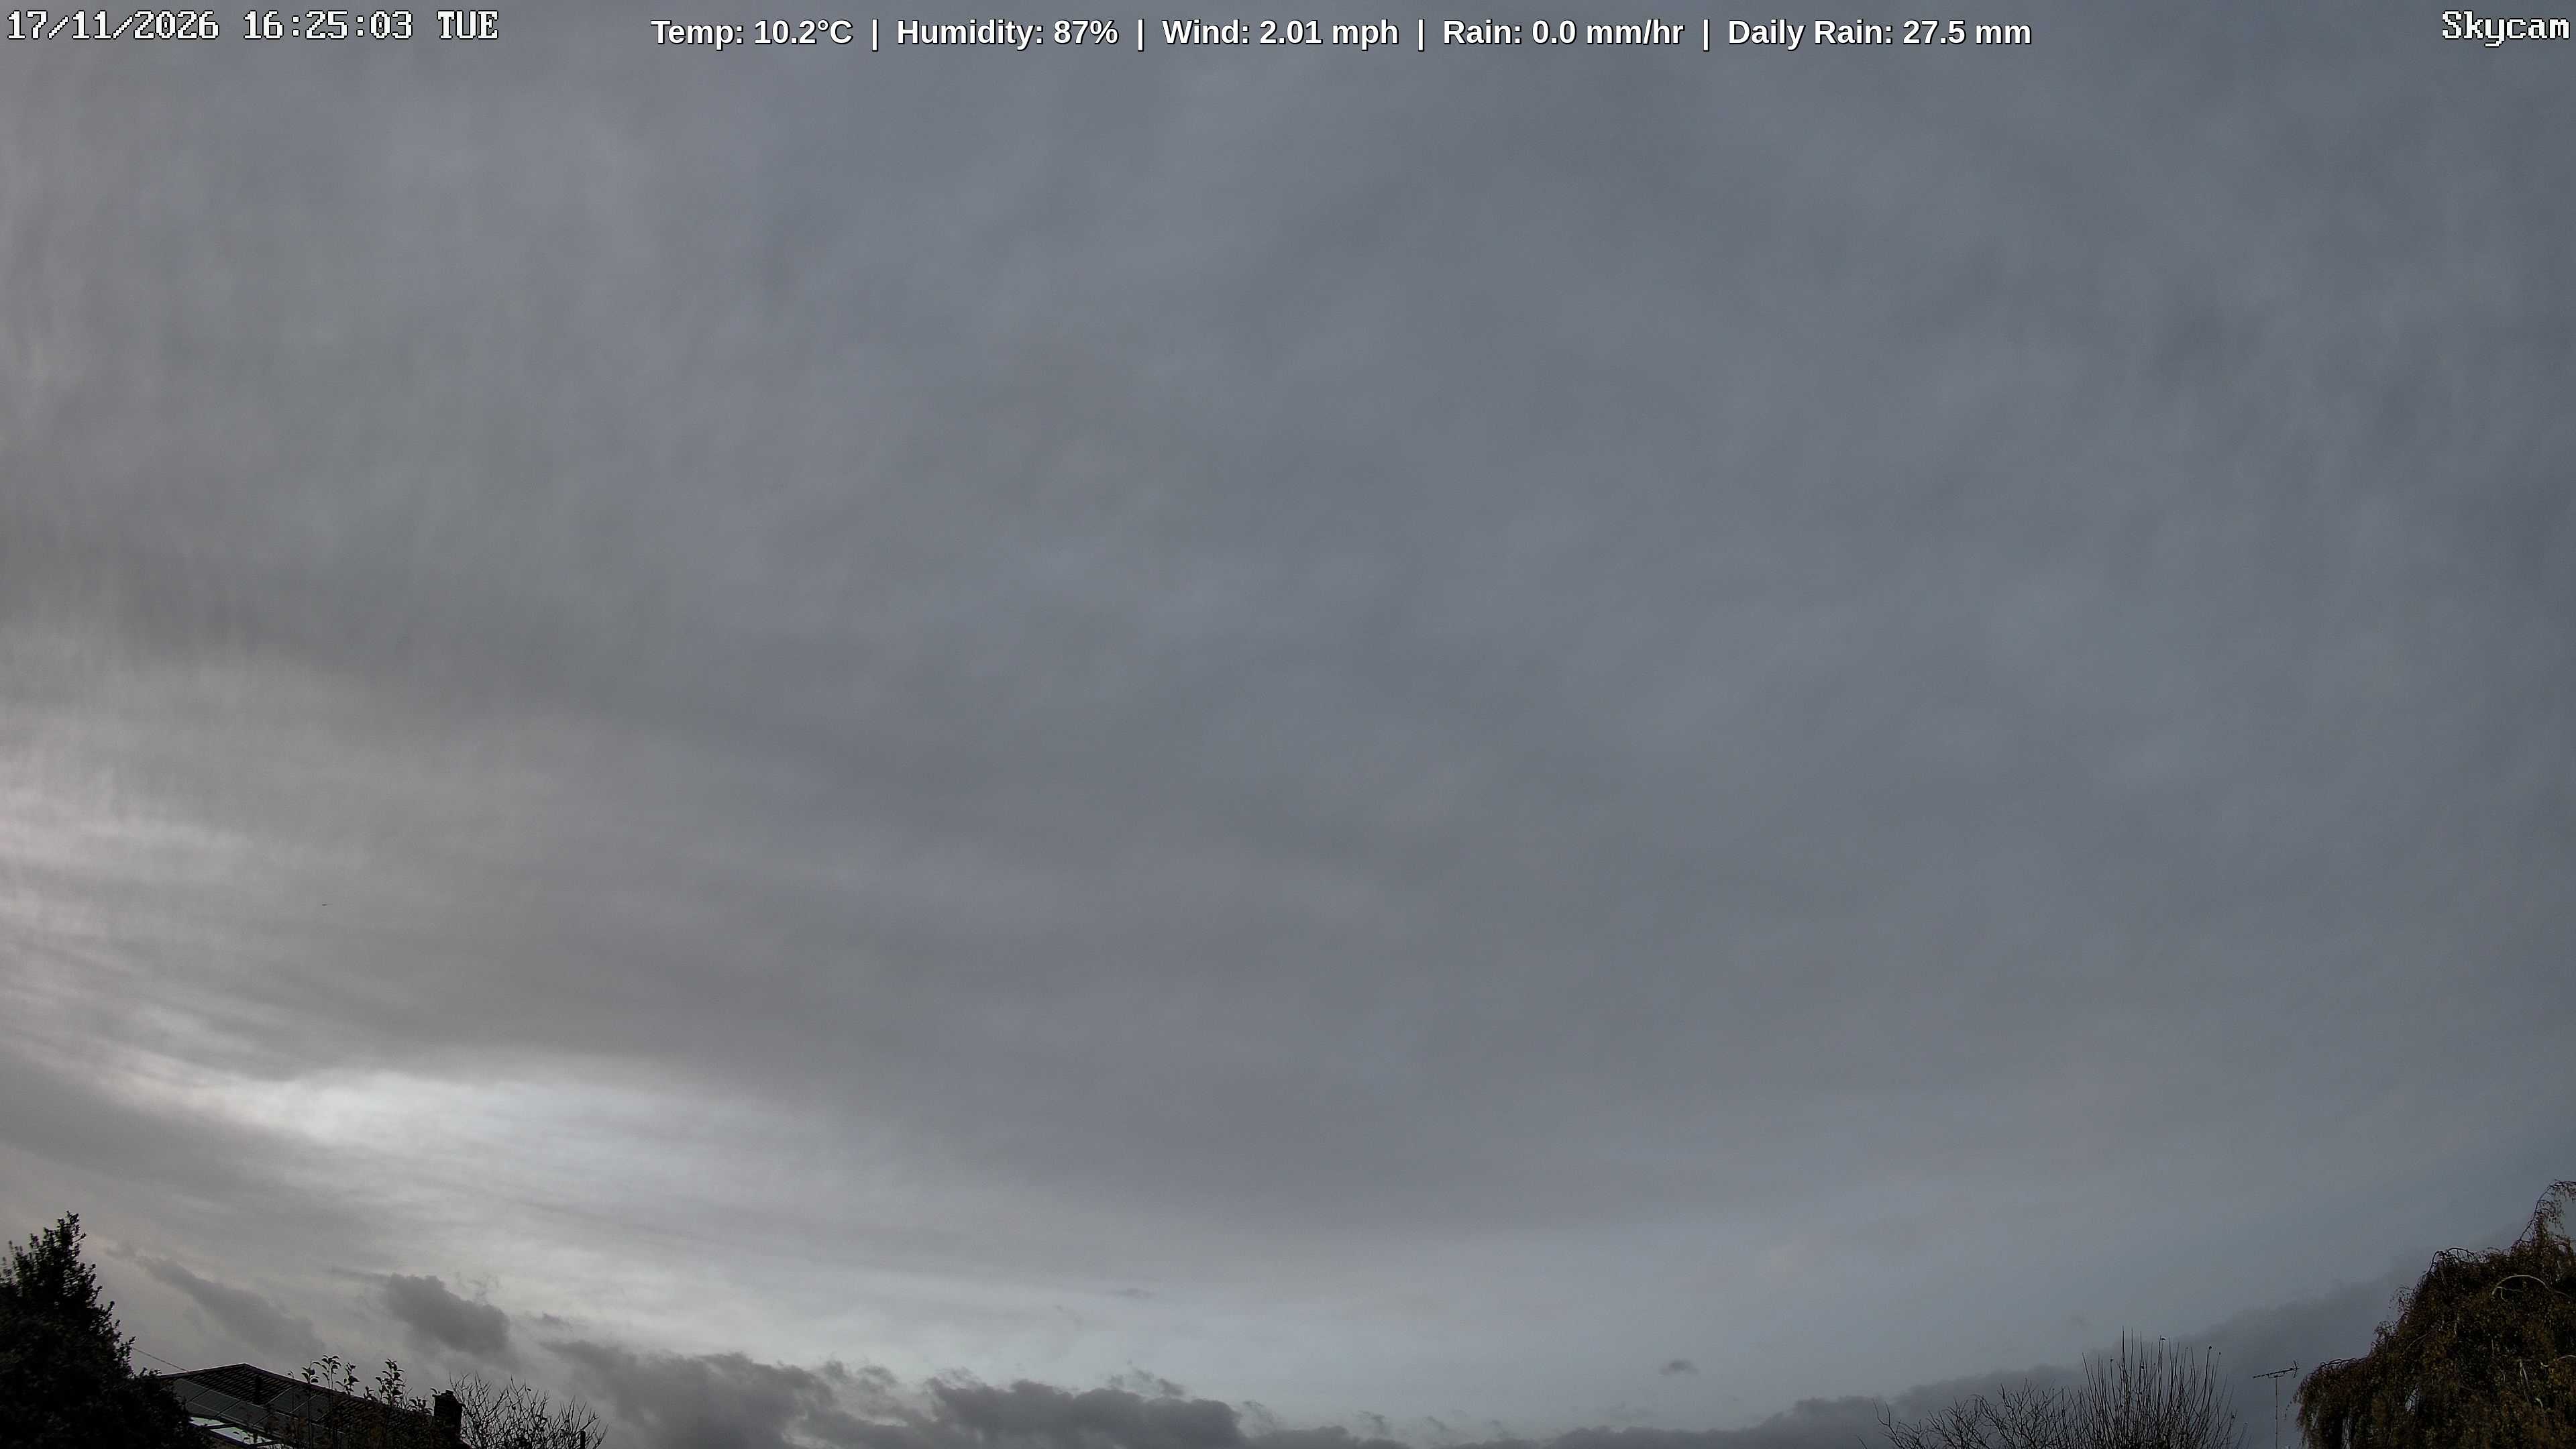 17/11/2026 16:25:03 TUE
Temp: 10.2°C | Humidity: 87% | Wind: 2.01 mph | Rain: 0.0 mm/hr | Daily Rain: 27.5 mm
Skycam